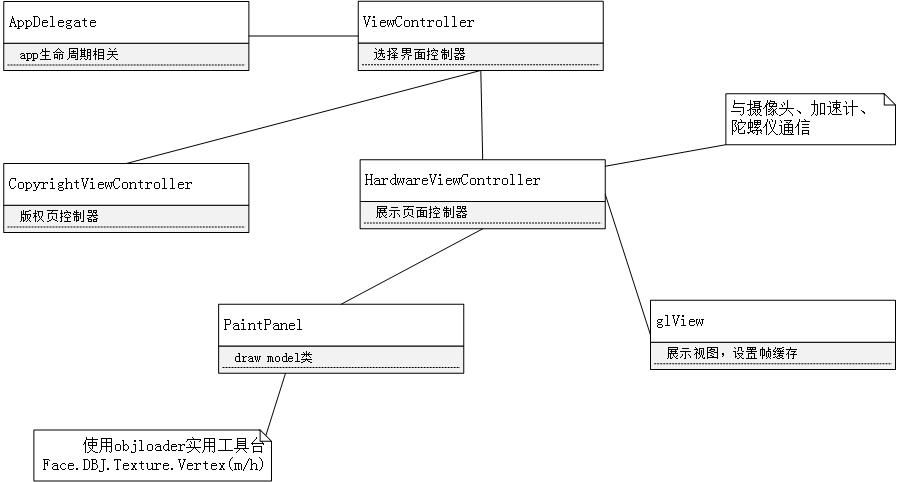 AppDelegate
app生命周期相关
ViewController
选择界面控制器
与摄像头、加速计、
陀螺仪通信
CopyrightViewController
版权页控制器
HardwareViewController
展示页面控制器
PaintPanel
draw model类
glView
展示视图，设置帧缓存
使用objloader实用工具台
Face.DBJ.Texture.Vertex(m/h)